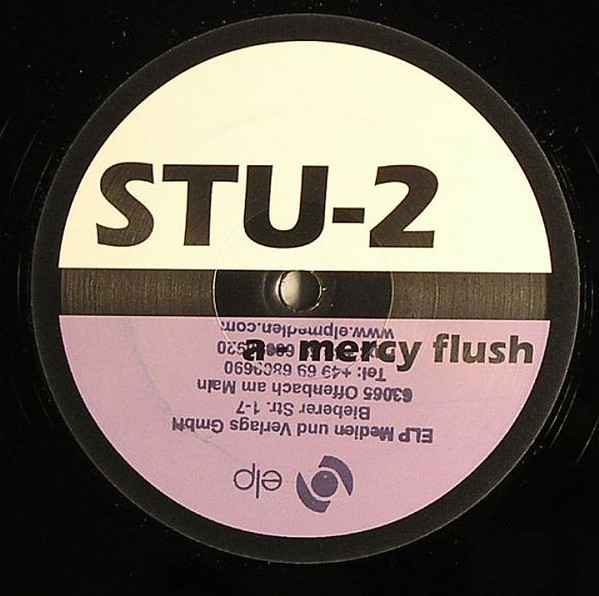 STU-2
a - mercy flush
elp
ELP Medien und Verlags GmbH
Bieberer Str. 1-7
63065 Offenbach am Main
Tel: +49 69
www.elpmedien.com